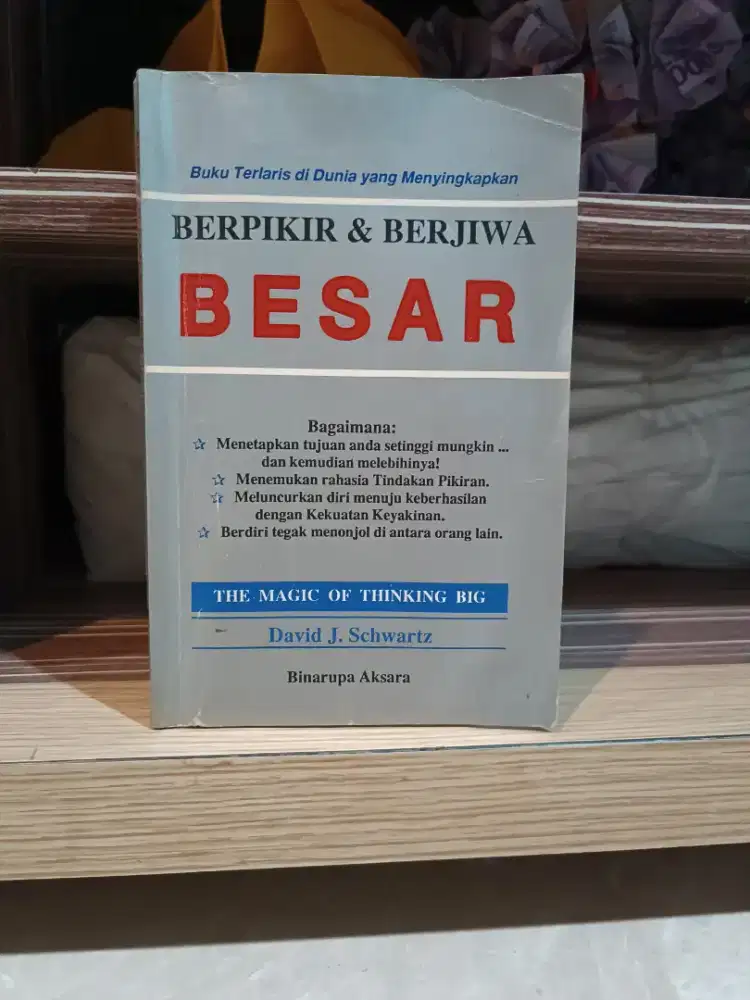 Buku Terlaris di Dunia yang Menyingkapkan
BERPIKIR & BERJIWA
BESAR
Bagaimana:
☆ Menetapkan tujuan anda setinggi mungkin ...
dan kemudian melebihinya!
☆ Menemukan rahasia Tindakan Pikiran.
☆ Meluncurkan diri menuju keberhasilan
dengan Kekuatan Keyakinan.
☆ Berdiri tegak menonjol di antara orang lain.
THE MAGIC OF THINKING BIG
David J. Schwartz
Binarupa Aksara